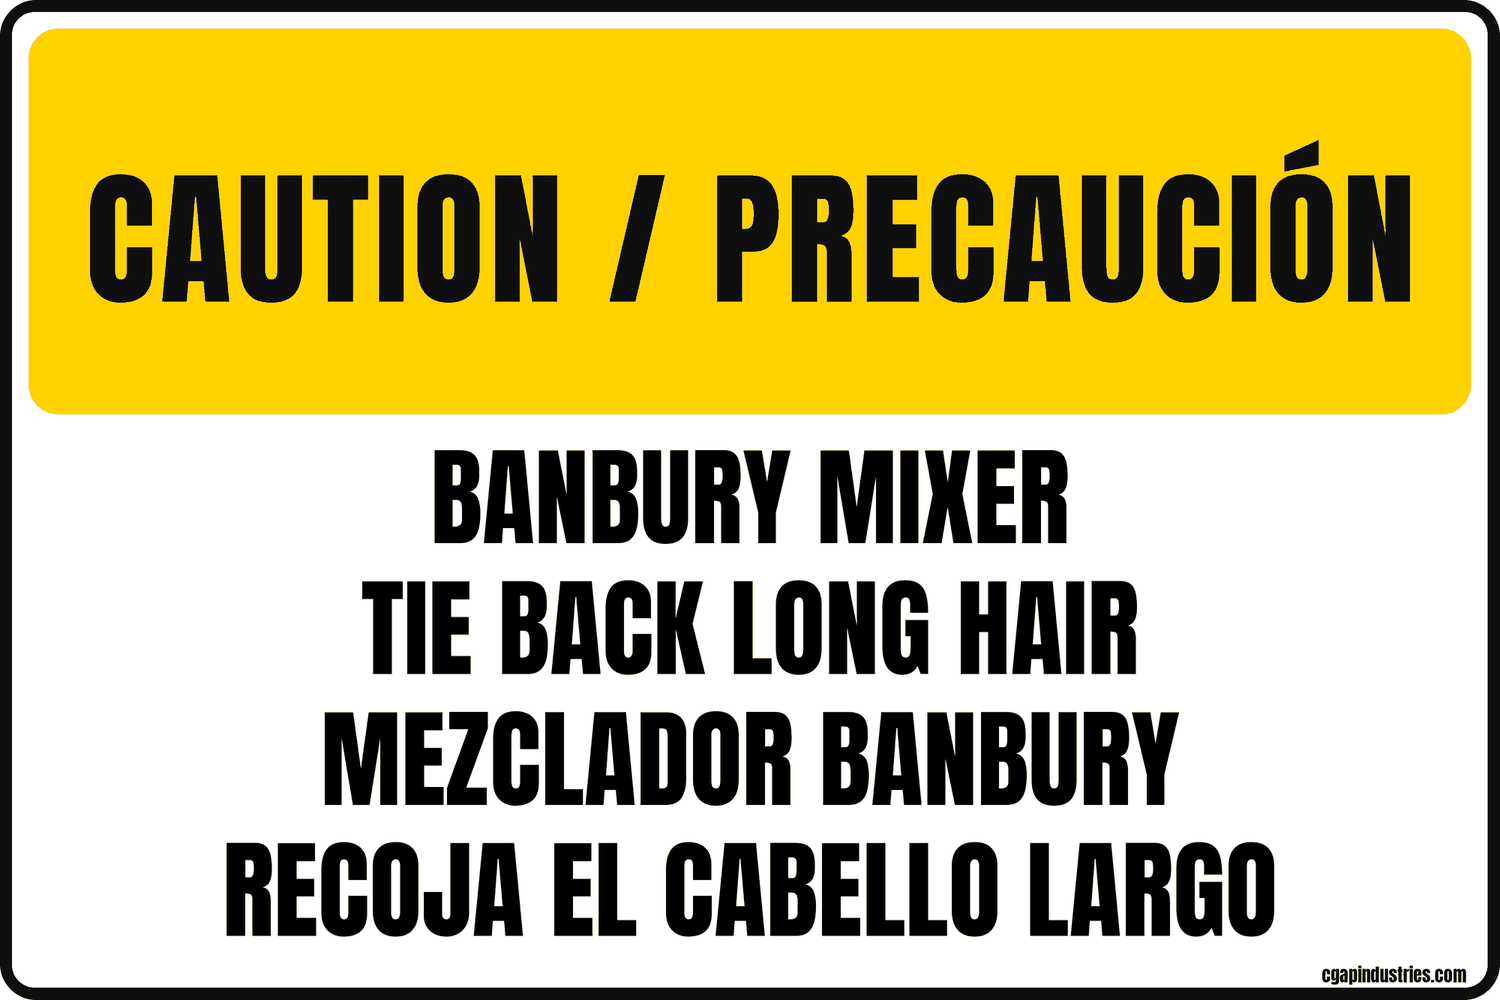 CAUTION / PRECAUCIÓN
BANBURY MIXER
TIE BACK LONG HAIR
MEZCLADOR BANBURY
RECOJA EL CABELLO LARGO
cgapindustries.com